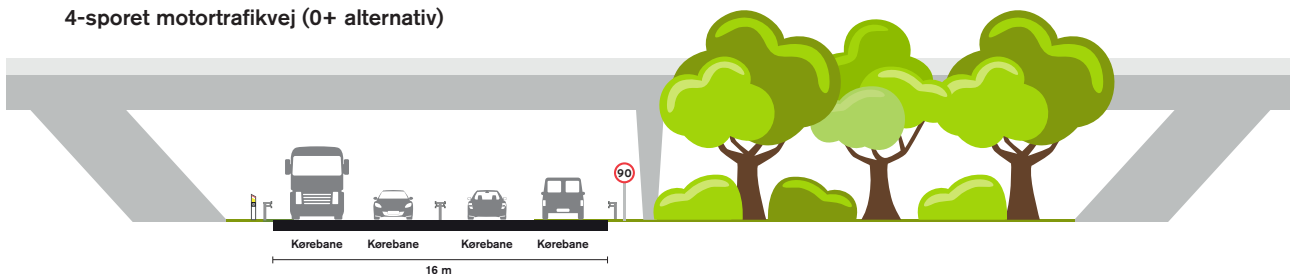 4-sporet motortrafikvej (0+ alternativ)
90
Kørebane Kørebane Kørebane Kørebane
16 m